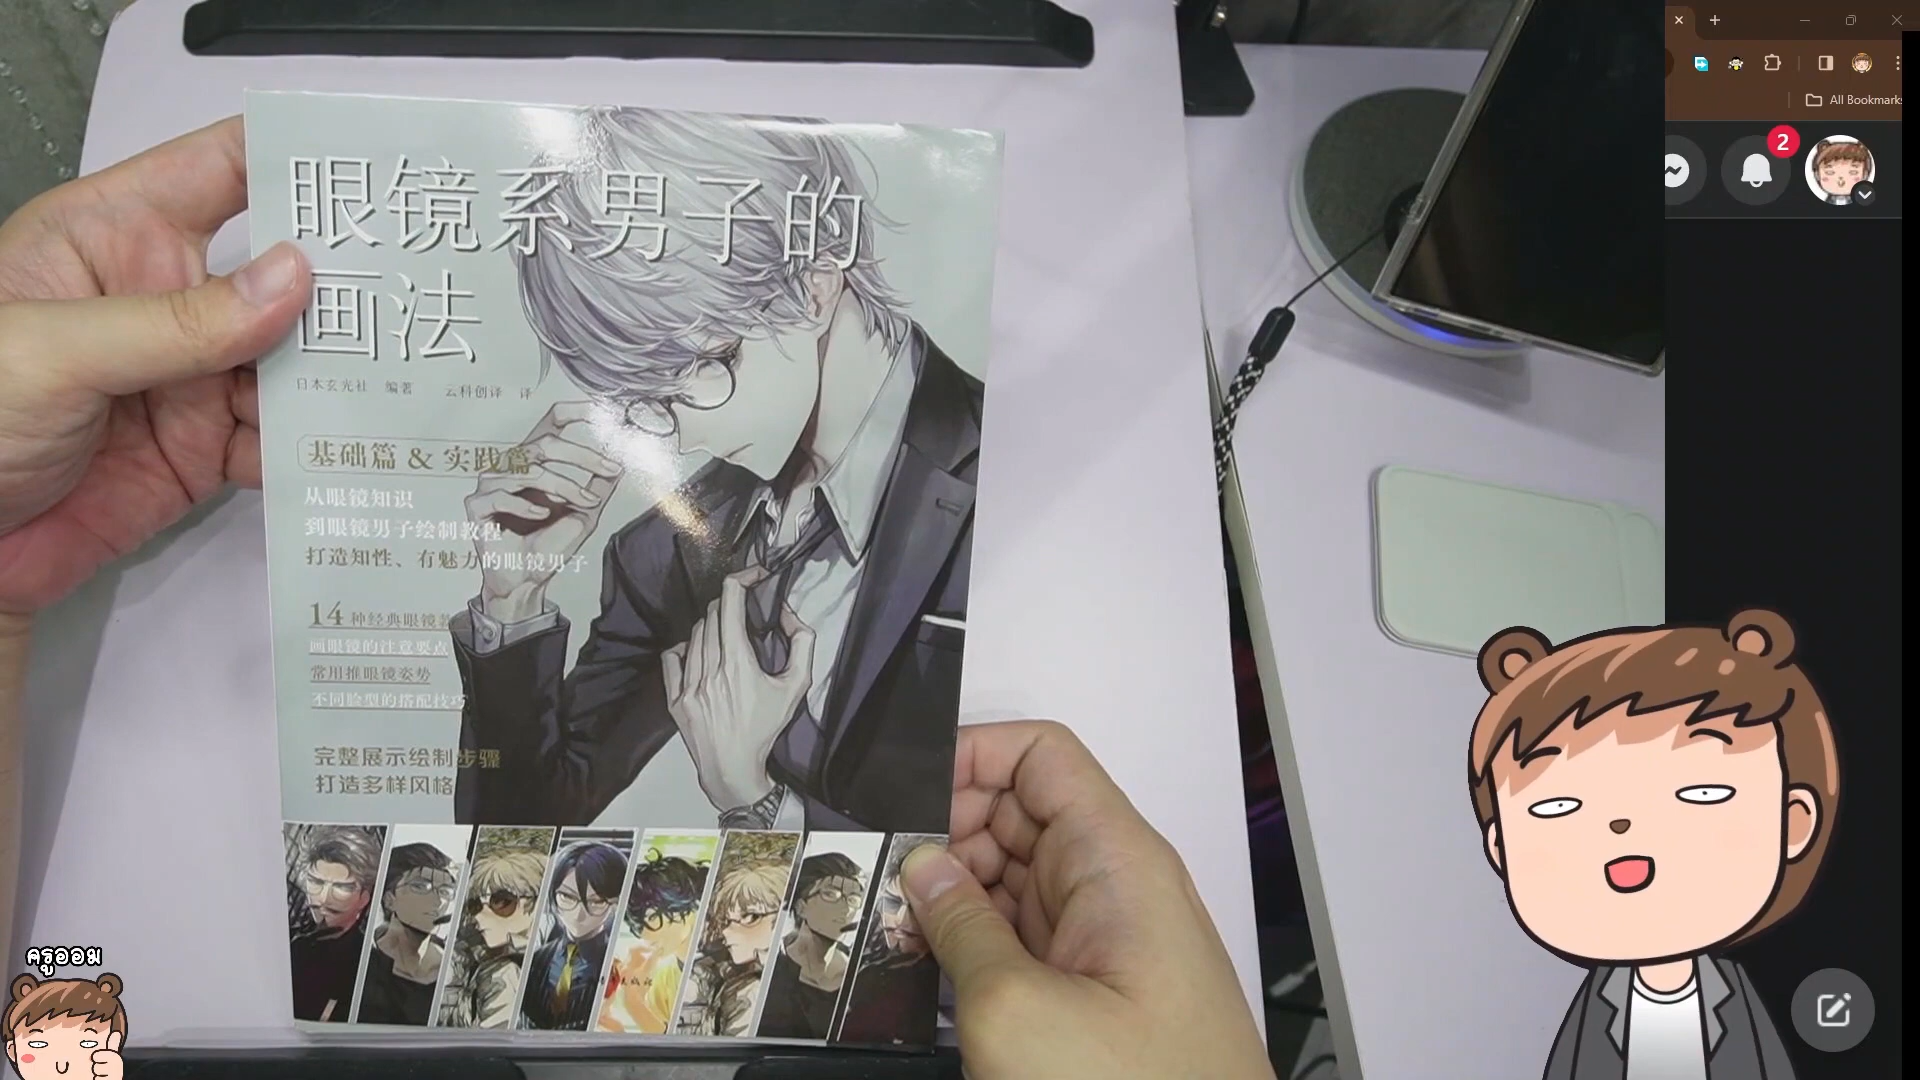 眼镜系男子的
画法
日本玄光社 编著 云科创译 译
基础篇 & 实践篇
从眼镜知识
到眼镜男子绘制教程
打造知性、有魅力的眼镜男子
14 种经典眼镜
画眼镜的注意要点
常用推眼镜姿势
不同脸型的搭配技巧
完整展示绘制步骤
打造多样风格
All Bookmarks
2
ครูออม